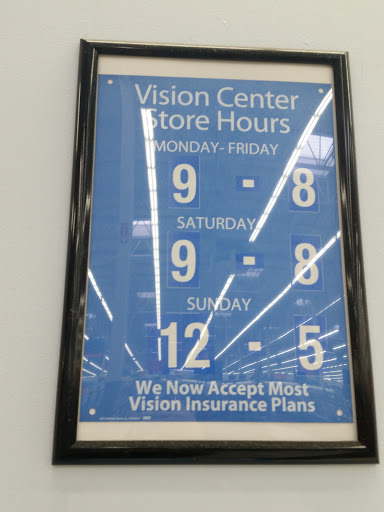 Vision Center
Store Hours
MONDAY- FRIDAY
9 - 8
SATURDAY
9 - 8
SUNDAY
12 - 5
We Now Accept Most
Vision Insurance Plans